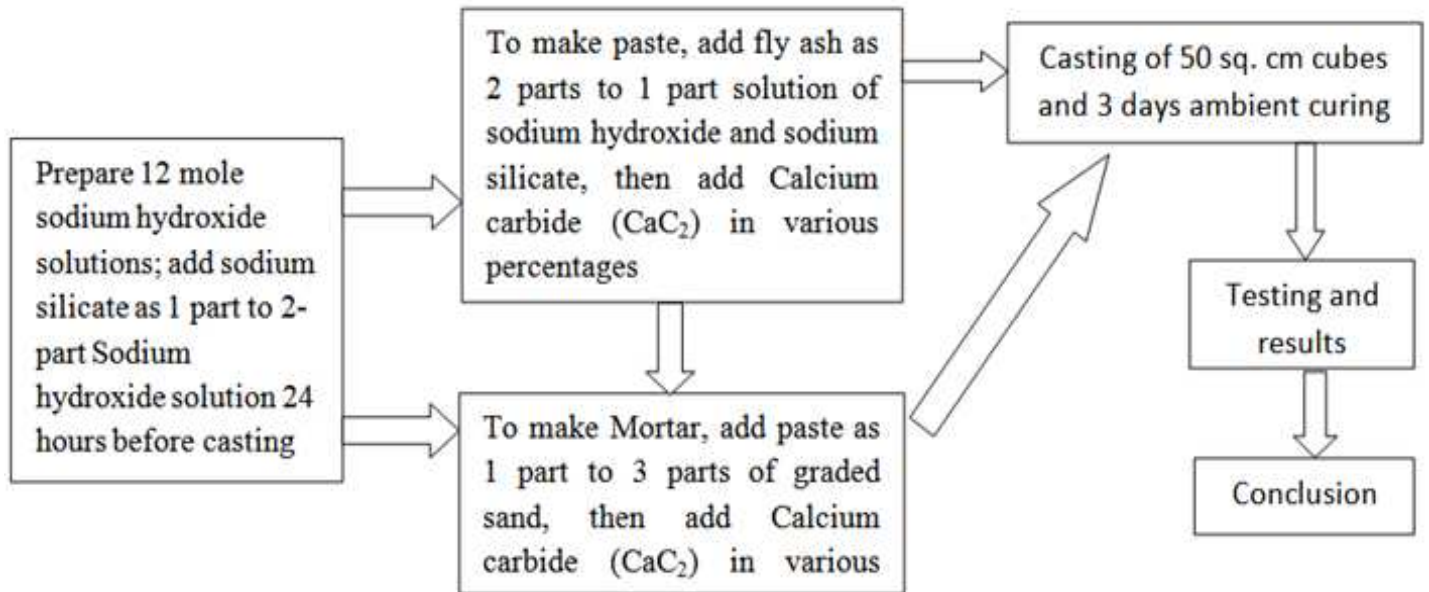 Prepare 12 mole
sodium hydroxide
solutions; add sodium
silicate as 1 part to 2-
part Sodium
hydroxide solution 24
hours before casting
To make paste, add fly ash as
2 parts to 1 part solution of
sodium hydroxide and sodium
silicate, then add Calcium
carbide (CaC₂) in various
percentages
To make Mortar, add paste as
1 part to 3 parts of graded
sand, then add Calcium
carbide (CaC₂) in various
Casting of 50 sq. cm cubes
and 3 days ambient curing
Testing and
results
Conclusion